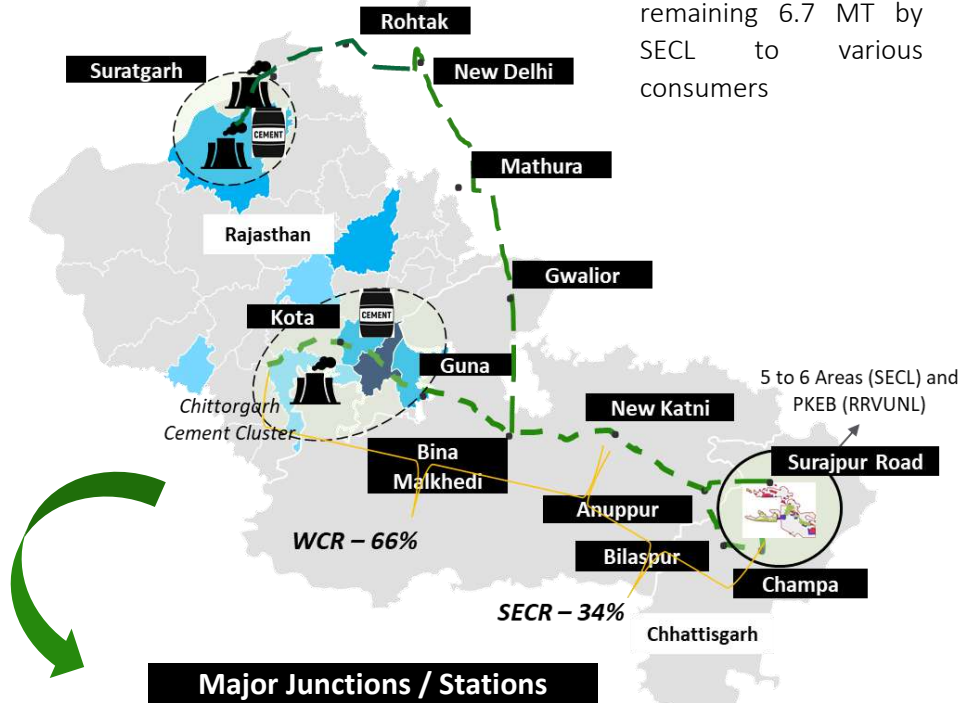 remaining 6.7 MT by
SECL to various
consumers
Rohtak
Suratgarh
New Delhi
CEMENT
Mathura
Rajasthan
Gwalior
CEMENT
Kota
Guna
5 to 6 Areas (SECL) and
PKEB (RRVUNL)
Chittorgarh
Cement Cluster
New Katni
Bina
Malkhedi
Surajpur Road
Anuppur
WCR – 66%
Bilaspur
Champa
SECR – 34%
Chhattisgarh
Major Junctions / Stations